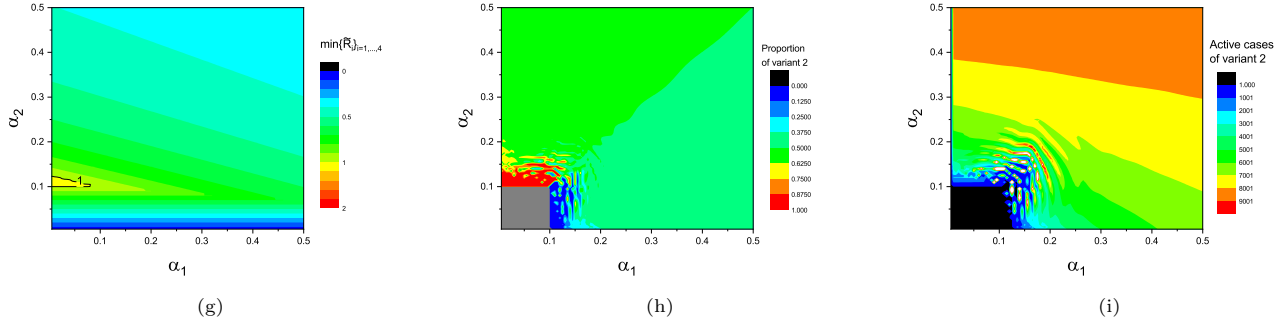 0.5
0.4
0.3
0.2
0.1
α₂
0.1 0.2 0.3 0.4 0.5
α₁
1
min{R̃ᵢ}ᵢ₌₁,...,₄
0
0.5
1
2
(g)
0.5
0.4
0.3
0.2
0.1
α₂
0.1 0.2 0.3 0.4 0.5
α₁
Proportion
of variant 2
0.000
0.1250
0.2500
0.3750
0.5000
0.6250
0.7500
0.8750
1.000
(h)
0.5
0.4
0.3
0.2
0.1
α₂
0.1 0.2 0.3 0.4 0.5
α₁
Active cases
of variant 2
1.000
1001
2001
3001
4001
5001
6001
7001
8001
9001
(i)